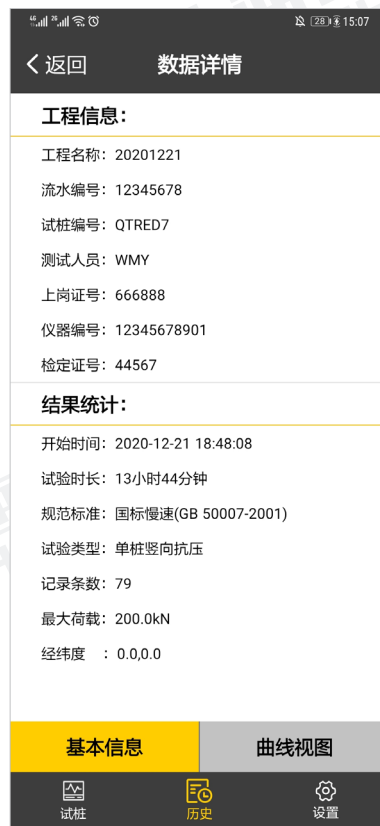 46 26 28 15:07
返回 数据详情
工程信息：
工程名称：20201221
流水编号：12345678
试桩编号：QTRED7
测试人员：WMY
上岗证号：666888
仪器编号：12345678901
检定证号：44567
结果统计：
开始时间：2020-12-21 18:48:08
试验时长：13小时44分钟
规范标准：国标慢速(GB 50007-2001)
试验类型：单桩竖向抗压
记录条数：79
最大荷载：200.0kN
经纬度 ：0.0,0.0
基本信息 曲线视图
试桩 历史 设置